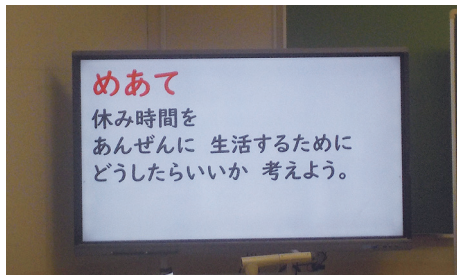 めあて
休み時間を
あんぜんに 生活するために
どうしたらいいか 考えよう。